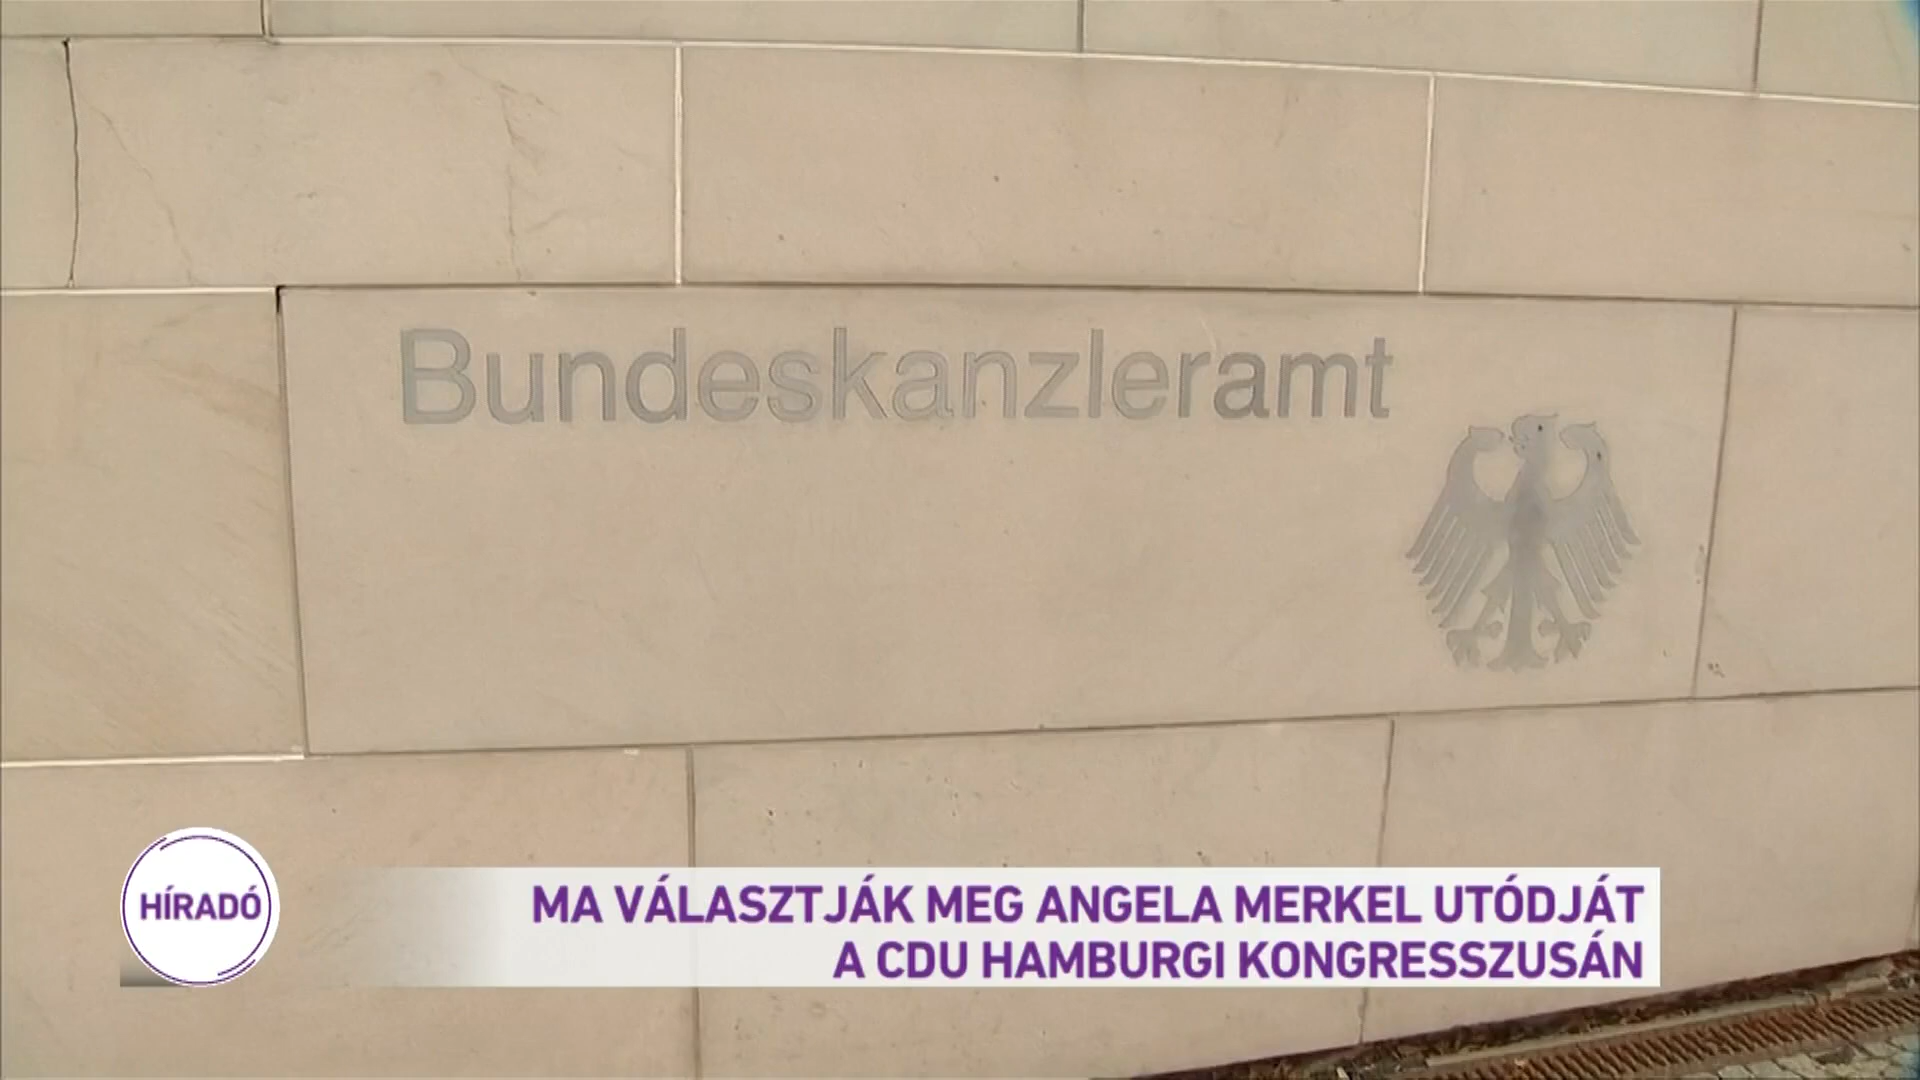 Bundeskanzleramt
HÍRADÓ
MA VÁLASZTJÁK MEG ANGELA MERKEL UTÓDJÁT
A CDU HAMBURGI KONGRESSZUSÁN